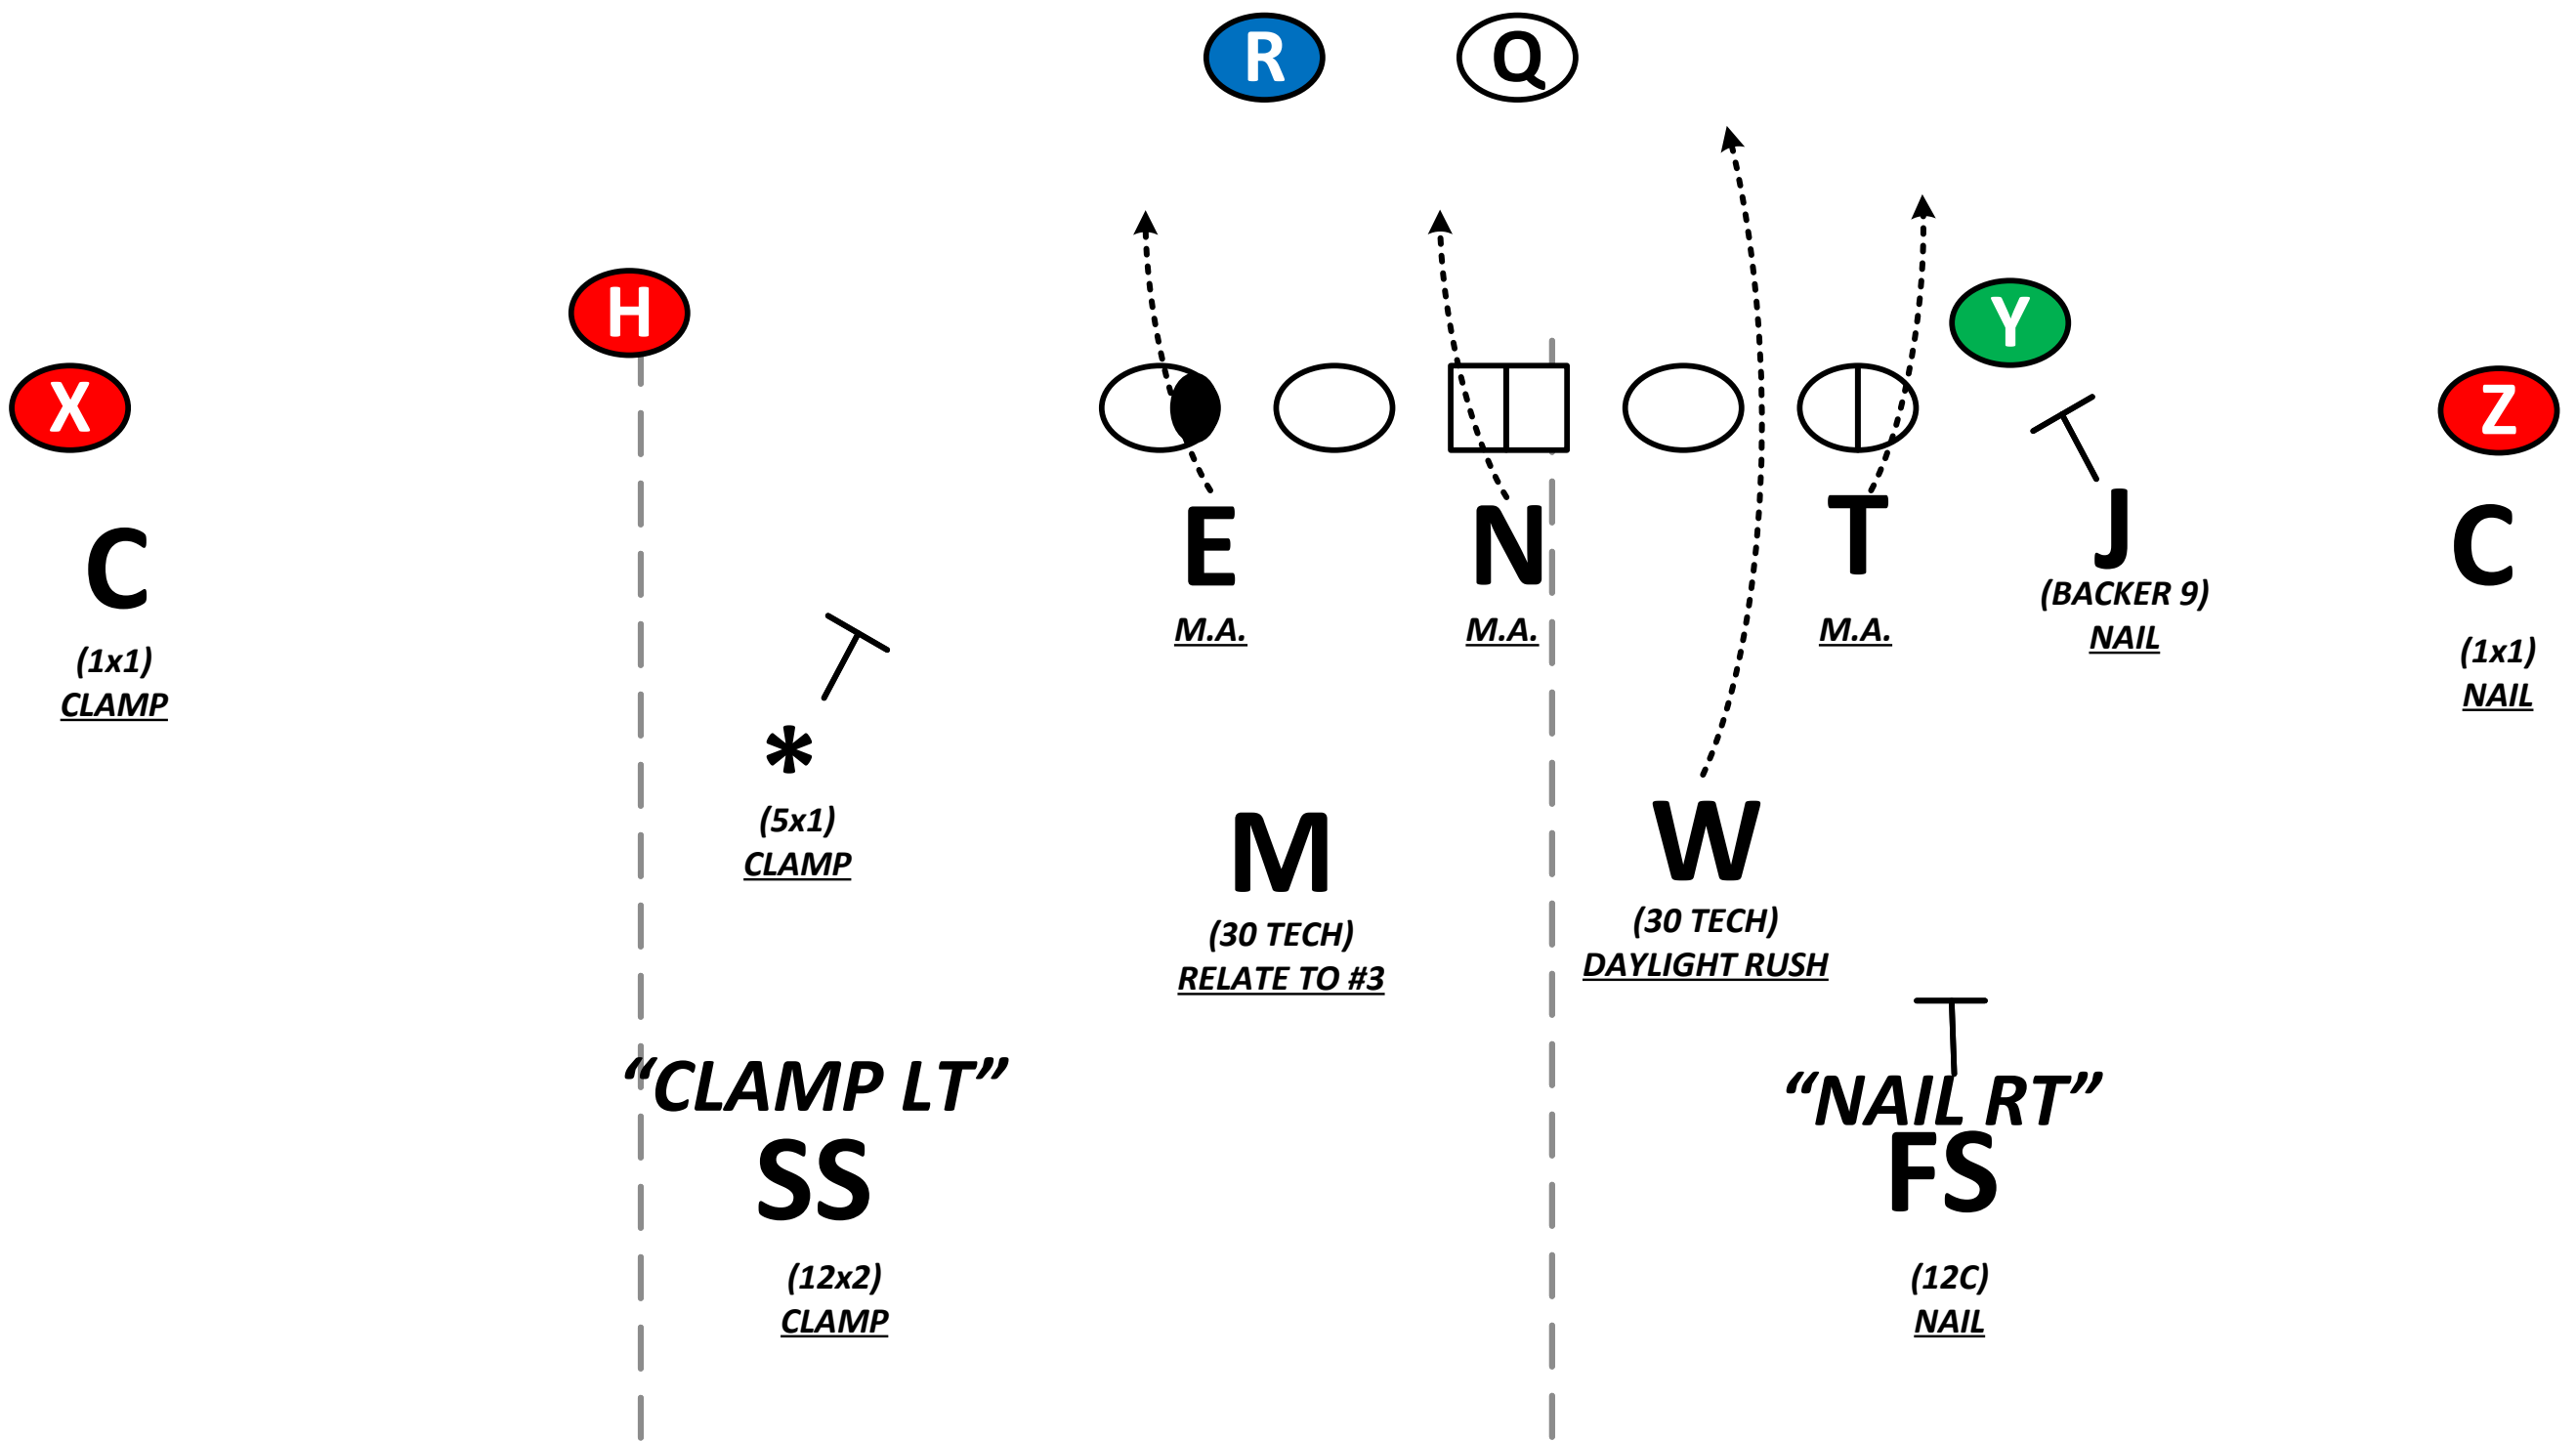 R Q
H
Y
X
Z
C E N T J C
(BACKER 9)
M.A. M.A. M.A. NAIL
(1x1)
CLAMP
(1x1)
NAIL
*
(5x1)
CLAMP
M
(30 TECH)
RELATE TO #3
W
(30 TECH)
DAYLIGHT RUSH
“CLAMP LT”
SS
(12x2)
CLAMP
“NAIL RT”
FS
(12C)
NAIL